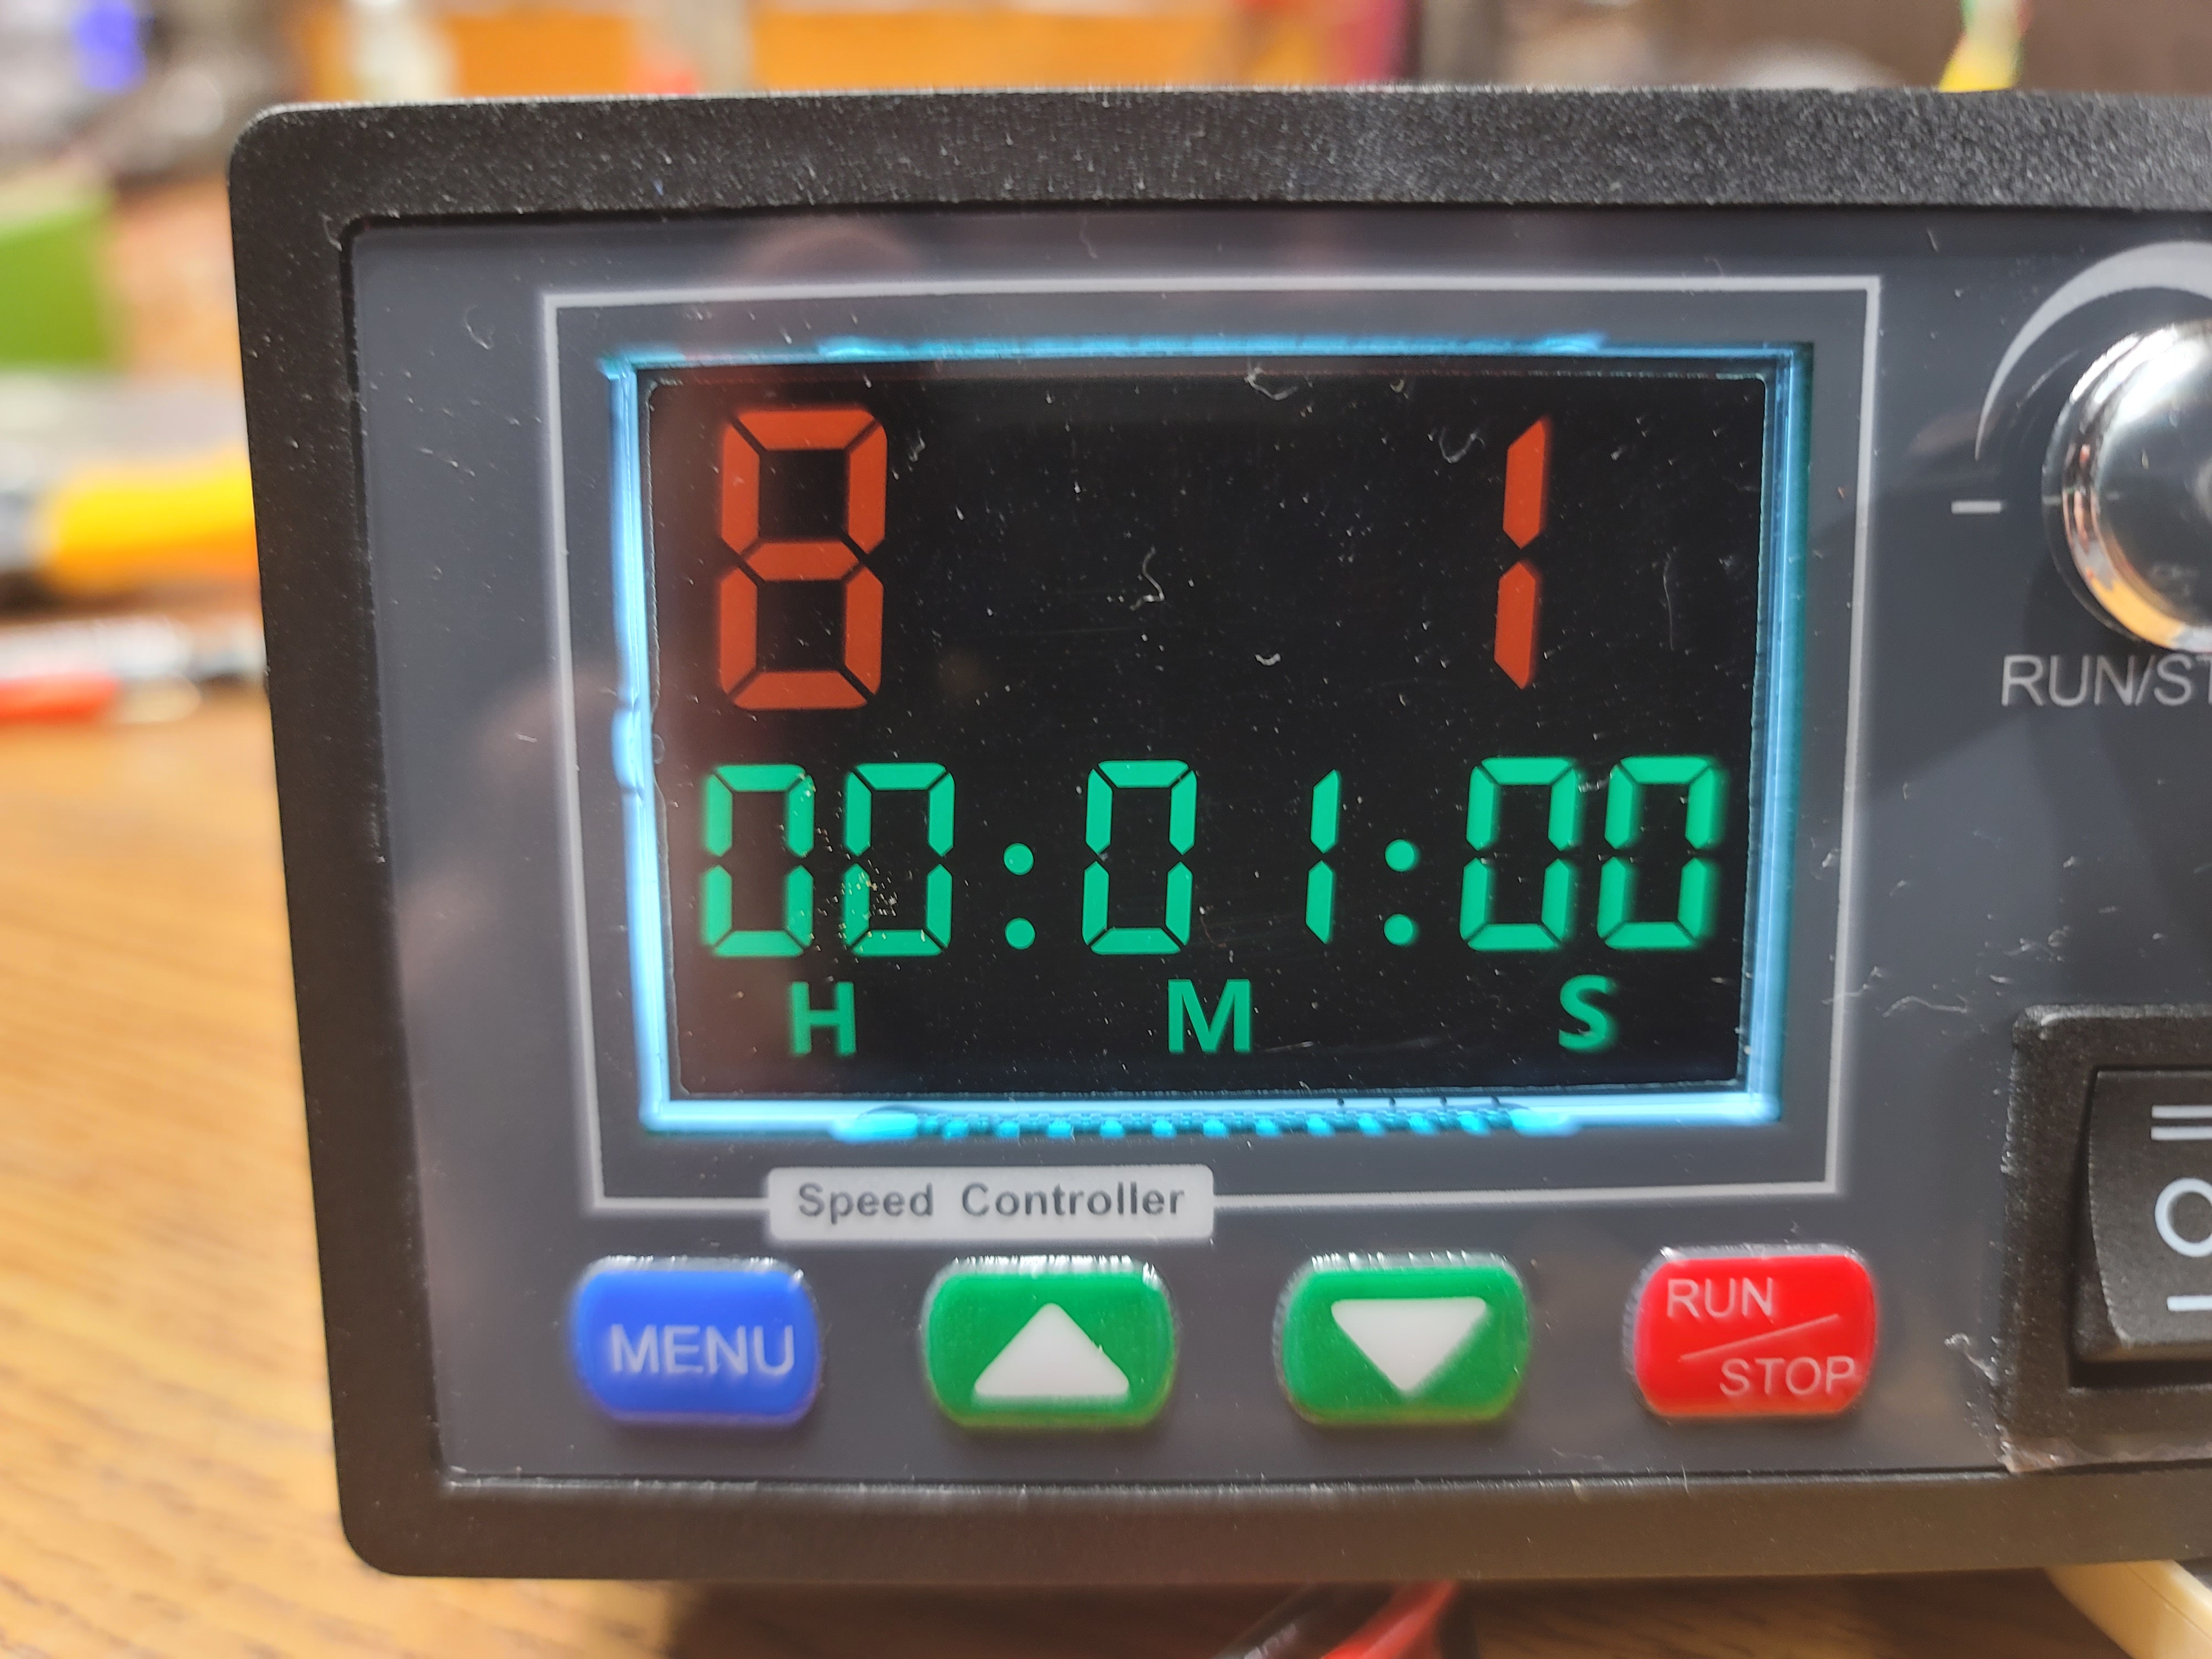 8 1
00:01:00
H M S
Speed Controller
MENU
RUN
STOP
RUN/ST